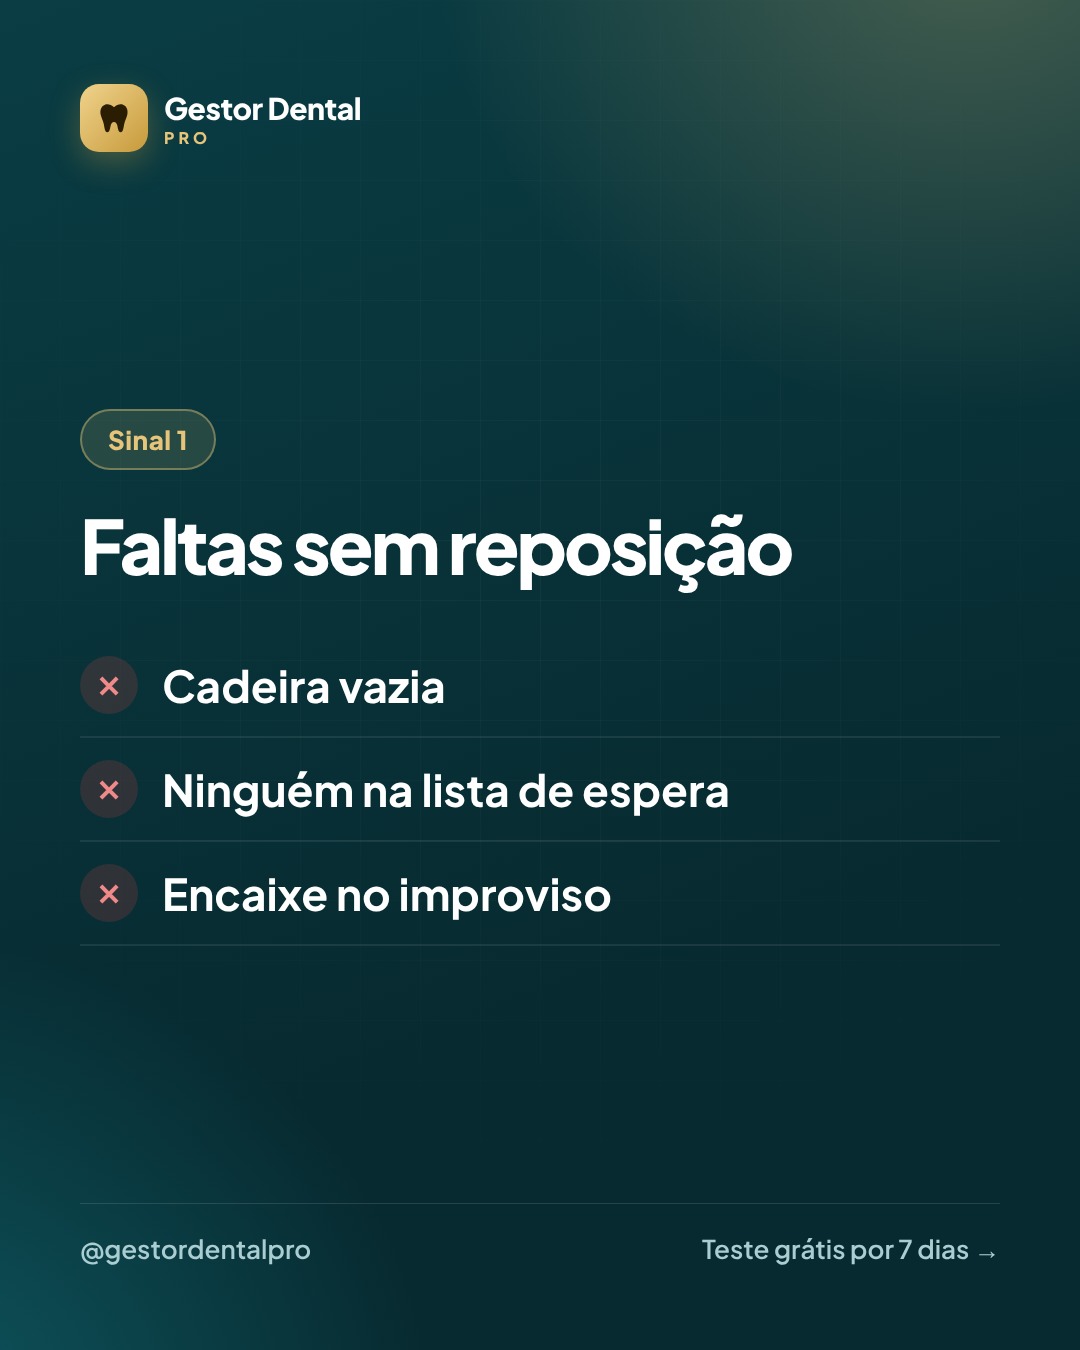 Gestor Dental
PRO
Sinal 1
Faltas sem reposição
Cadeira vazia
Ninguém na lista de espera
Encaixe no improviso
@gestordentalpro
Teste grátis por 7 dias →